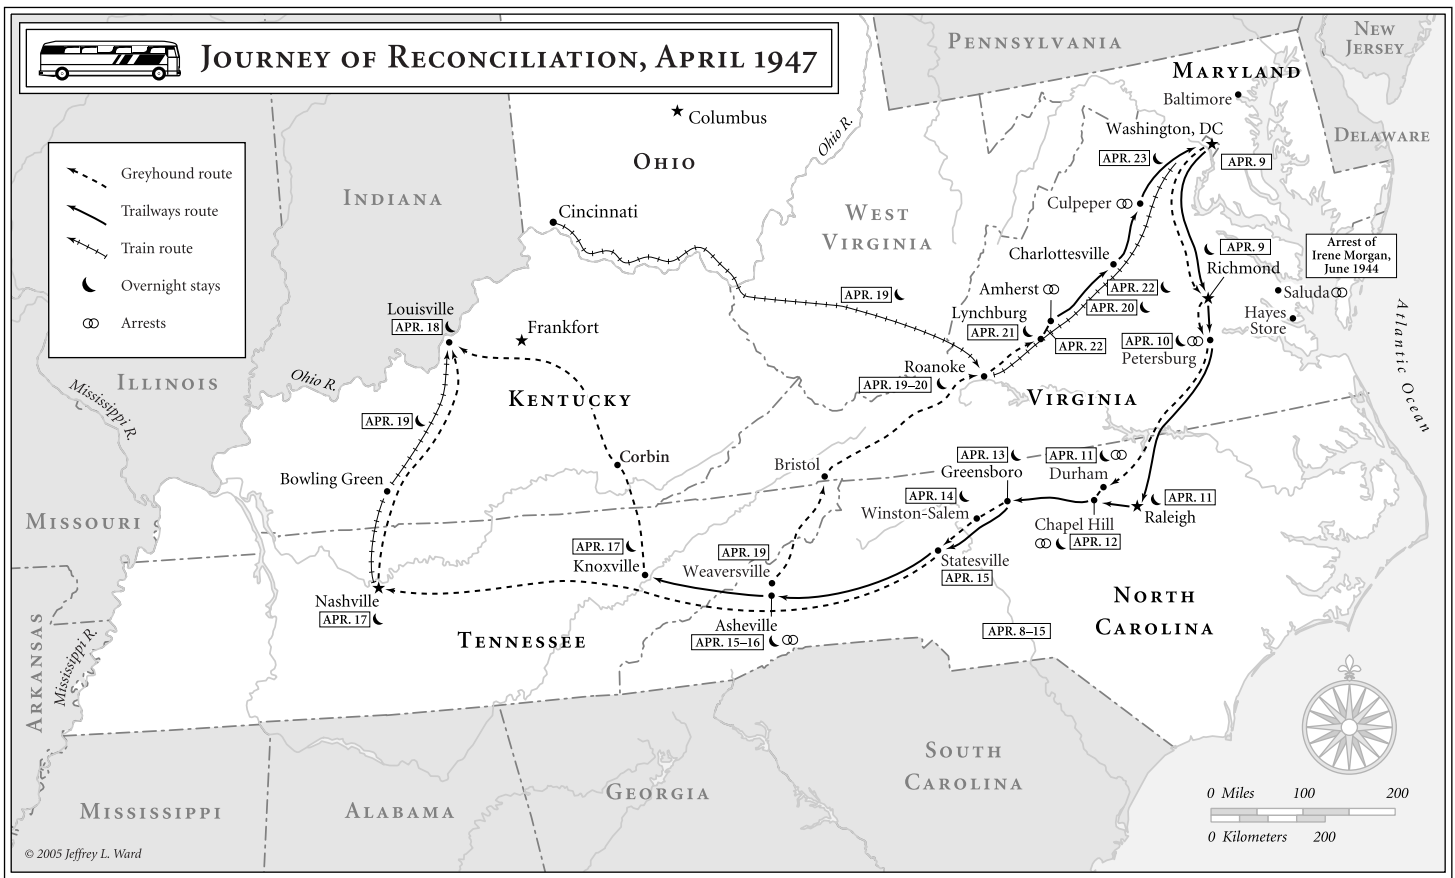 JOURNEY OF RECONCILIATION, APRIL 1947
Greyhound route
Trailways route
Train route
Overnight stays
Arrests
PENNSYLVANIA
NEW
JERSEY
MARYLAND
Baltimore
DELAWARE
Columbus
OHIO
Ohio R.
Washington, DC
APR. 23
APR. 9
INDIANA
Cincinnati
WEST
VIRGINIA
Culpeper
Charlottesville
APR. 9
Richmond
Arrest of
Irene Morgan,
June 1944
Saluda
Hayes
Store
Atlantic Ocean
Amherst
APR. 22
APR. 20
Lynchburg
APR. 21
APR. 22
APR. 10
Petersburg
APR. 19
Louisville
APR. 18
Frankfort
Roanoke
APR. 19–20
VIRGINIA
ILLINOIS
Ohio R.
Mississippi R.
KENTUCKY
APR. 19
Corbin
Bowling Green
Bristol
APR. 13
Greensboro
APR. 11
Durham
APR. 14
Winston-Salem
APR. 11
Raleigh
Chapel Hill
APR. 12
MISSOURI
APR. 17
Knoxville
APR. 19
Weaversville
Statesville
APR. 15
Nashville
APR. 17
TENNESSEE
Asheville
APR. 15–16
APR. 8–15
NORTH
CAROLINA
ARKANSAS
Mississippi R.
MISSISSIPPI
ALABAMA
GEORGIA
SOUTH
CAROLINA
0 Miles 100 200
0 Kilometers 200
© 2005 Jeffrey L. Ward